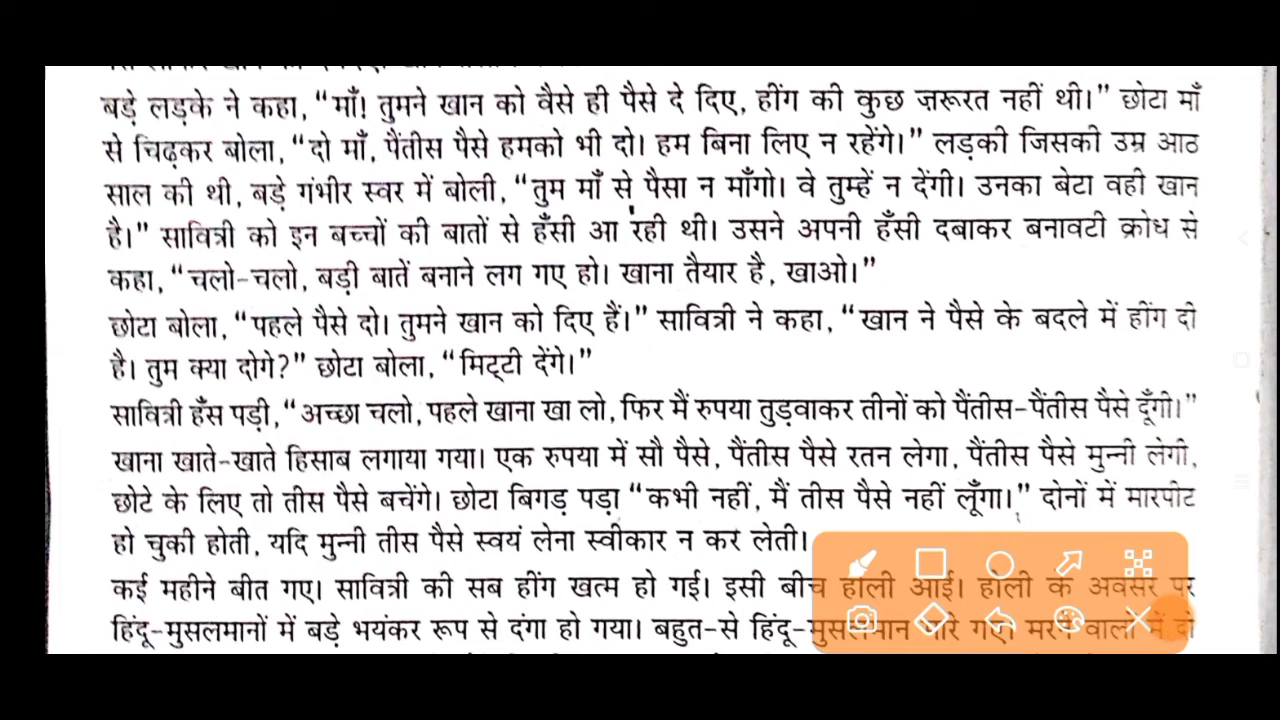 बड़े लड़के ने कहा, “माँ! तुमने खान को वैसे ही पैसे दे दिए, हींग की कुछ ज़रूरत नहीं थी।” छोटा माँ
से चिढ़कर बोला, “दो माँ, पैंतीस पैसे हमको भी दो। हम बिना लिए न रहेंगे।” लड़की जिसकी उम्र आठ
साल की थी, बड़े गंभीर स्वर में बोली, “तुम माँ से पैसा न माँगो। वे तुम्हें न देंगी। उनका बेटा वही खान
है।” सावित्री को इन बच्चों की बातों से हँसी आ रही थी। उसने अपनी हँसी दबाकर बनावटी क्रोध से
कहा, “चलो-चलो, बड़ी बातें बनाने लग गए हो। खाना तैयार है, खाओ।”
छोटा बोला, “पहले पैसे दो। तुमने खान को दिए हैं।” सावित्री ने कहा, “खान ने पैसे के बदले में हींग दी
है। तुम क्या दोगे?” छोटा बोला, “मिट्टी देंगे।”
सावित्री हँस पड़ी, “अच्छा चलो, पहले खाना खा लो, फिर मैं रुपया तुड़वाकर तीनों को पैंतीस-पैंतीस पैसे दूँगी।”
खाना खाते-खाते हिसाब लगाया गया। एक रुपया में सौ पैसे, पैंतीस पैसे रतन लेगा, पैंतीस पैसे मुन्नी लेगी,
छोटे के लिए तो तीस पैसे बचेंगे। छोटा बिगड़ पड़ा “कभी नहीं, मैं तीस पैसे नहीं लूँगा।” दोनों में मारपीट
हो चुकी होती, यदि मुन्नी तीस पैसे स्वयं लेना स्वीकार न कर लेती।
कई महीने बीत गए। सावित्री की सब हींग खत्म हो गई। इसी बीच होली आई। होली के अवसर पर
हिंदू-मुसलमानों में बड़े भयंकर रूप से दंगा हो गया। बहुत-से हिंदू-मुसलमान मारे गए। मरने वालों में दो